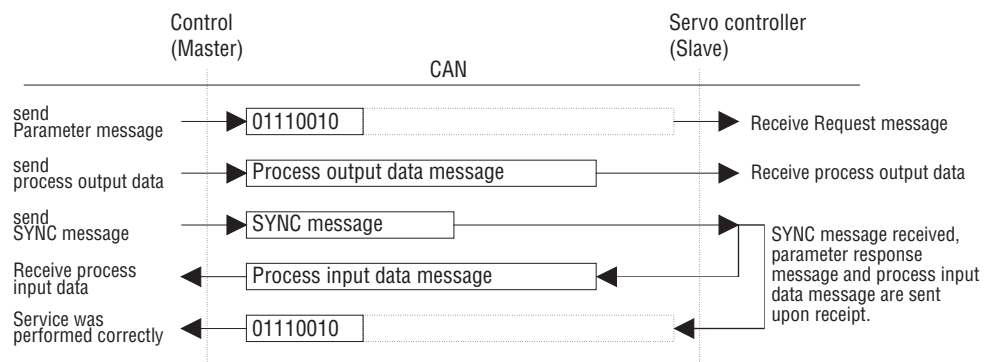 Control
(Master)
Servo controller
(Slave)
CAN
send
Parameter message
01110010
Receive Request message
send
process output data
Process output data message
Receive process output data
send
SYNC message
SYNC message
SYNC message received,
parameter response
message and process input
data message are sent
upon receipt.
Receive process
input data
Process input data message
Service was
performed correctly
01110010